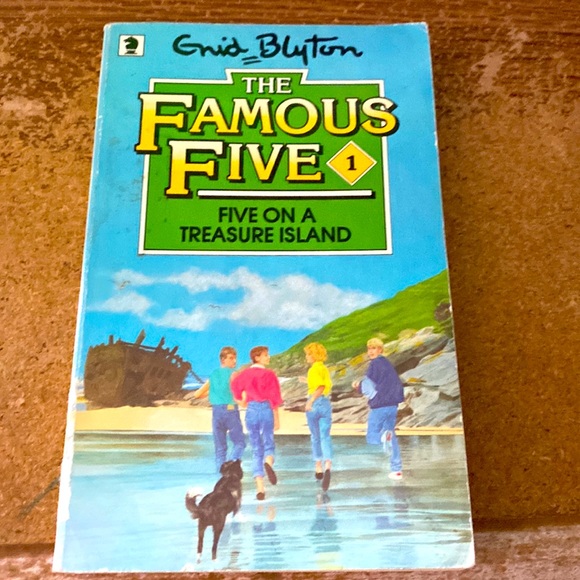 Enid Blyton
THE
FAMOUS
FIVE 1
FIVE ON A
TREASURE ISLAND